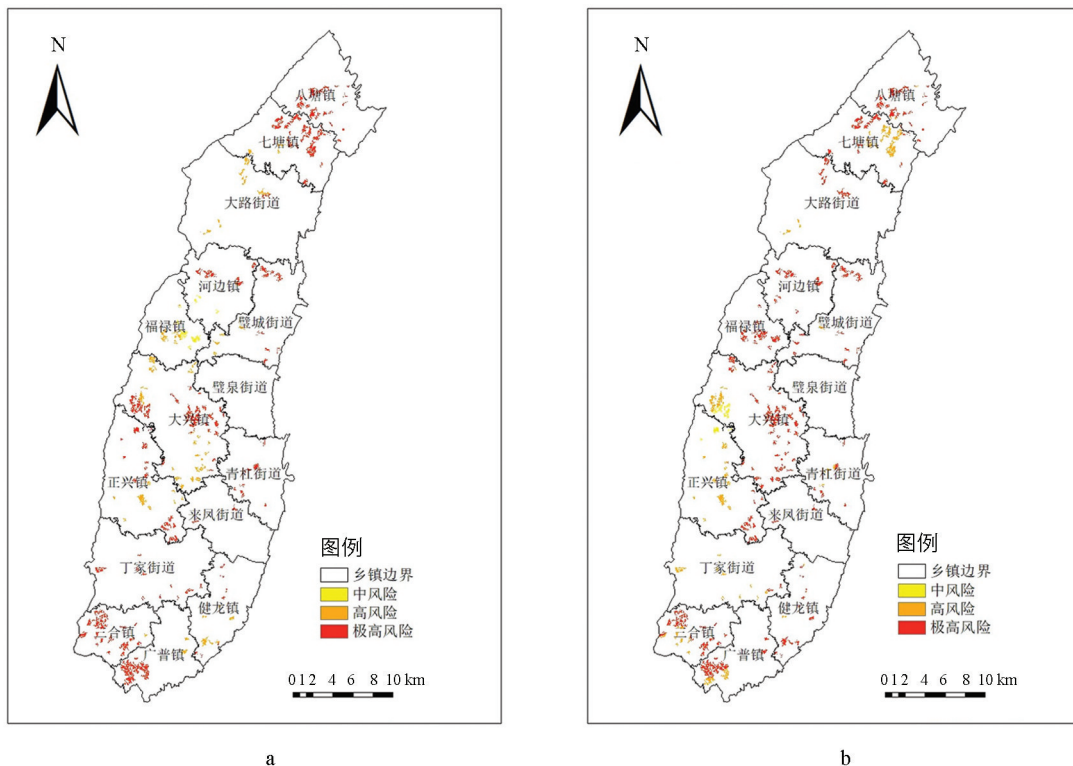 N
八塘镇
七塘镇
大路街道
河边镇
福禄镇
璧城街道
璧泉街道
大兴镇
青杠街道
正兴镇
来凤街道
丁家街道
健龙镇
三合镇
广普镇
图例
乡镇边界
中风险
高风险
极高风险
0 1 2 4 6 8 10 km
a
N
八塘镇
七塘镇
大路街道
河边镇
福禄镇
璧城街道
璧泉街道
大兴镇
青杠街道
正兴镇
来凤街道
丁家街道
健龙镇
三合镇
广普镇
图例
乡镇边界
中风险
高风险
极高风险
0 1 2 4 6 8 10 km
b